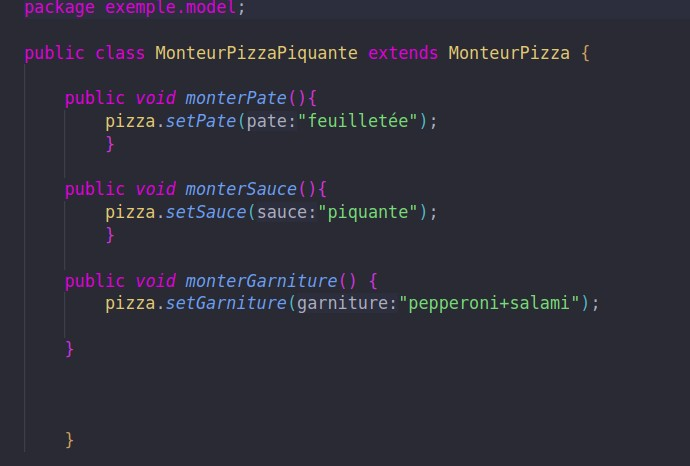 package exemple.model;
public class MonteurPizzaPiquante extends MonteurPizza {
public void monterPate(){
pizza.setPate(pate:"feuilletée");
}
public void monterSauce(){
pizza.setSauce(sauce:"piquante");
}
public void monterGarniture() {
pizza.setGarniture(garniture:"pepperoni+salami");
}
}